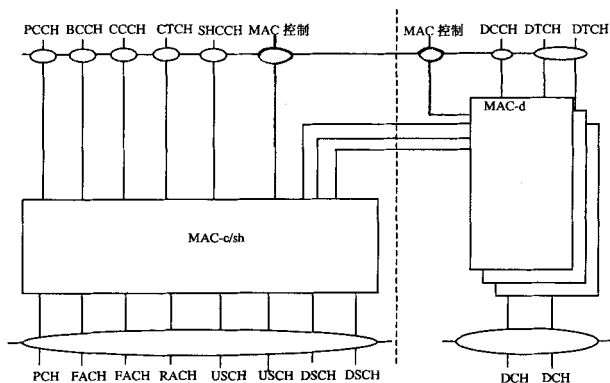 PCCH BCCH CCCH CTCH SHCCH MAC 控制 MAC 控制 DCCH DTCH DTCH
MAC-d
MAC-c/sh
PCH FACH FACH RACH USCH USCH DSCH DSCH DCH DCH